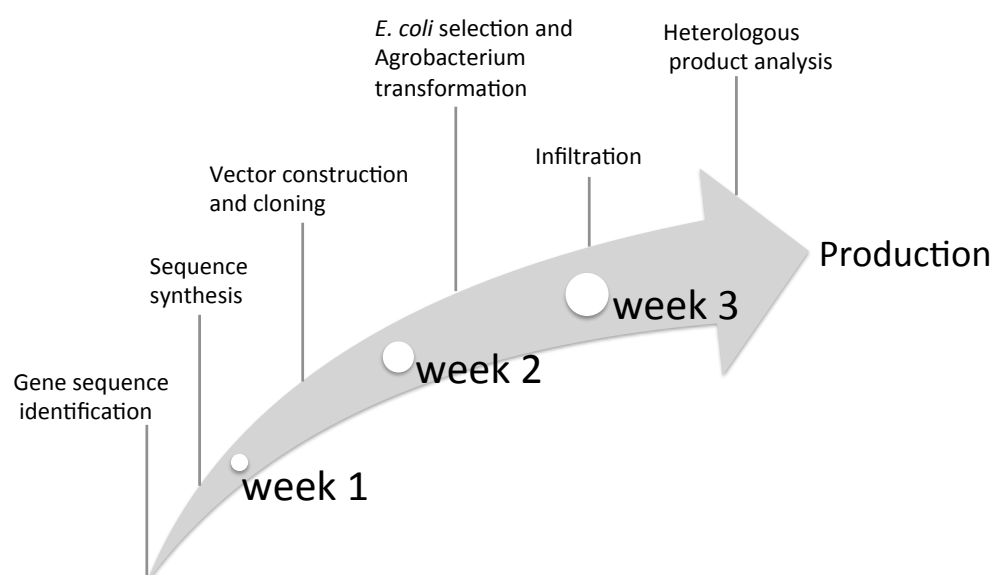 E. coli selection and
Agrobacterium
transformation
Heterologous
product analysis
Infiltration
Vector construction
and cloning
Production
Sequence
synthesis
week 3
week 2
Gene sequence
identification
week 1